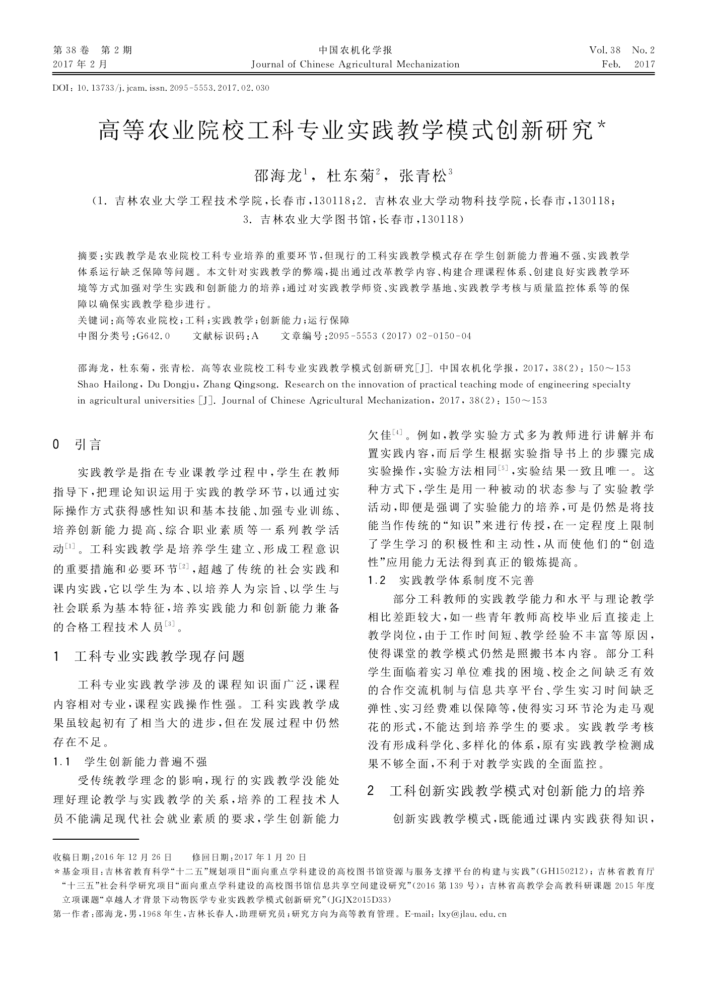 第 38 卷　第 2 期
中国农机化学报
Vol. 38　No. 2
2017 年 2 月
Journal of Chinese Agricultural Mechanization
Feb.　2017
DOI: 10.13733/j.jcam.issn.2095-5553.2017.02.030
高等农业院校工科专业实践教学模式创新研究*
邵海龙1，杜东菊2，张青松3
（1. 吉林农业大学工程技术学院,长春市,130118;2. 吉林农业大学动物科技学院,长春市,130118;
3. 吉林农业大学图书馆,长春市,130118）
摘要:实践教学是农业院校工科专业培养的重要环节,但现行的工科实践教学模式存在学生创新能力普遍不强、实践教学
体系运行缺乏保障等问题。本文针对实践教学的弊端,提出通过改革教学内容、构建合理课程体系、创建良好实践教学环
境等方式加强对学生实践和创新能力的培养;通过对实践教学师资、实践教学基地、实践教学考核与质量监控体系等的保
障以确保实践教学稳步进行。
关键词:高等农业院校;工科;实践教学;创新能力;运行保障
中图分类号:G642.0　　文献标识码:A　　文章编号:2095-5553 (2017) 02-0150-04
邵海龙, 杜东菊, 张青松. 高等农业院校工科专业实践教学模式创新研究[J]. 中国农机化学报, 2017, 38(2): 150～153
Shao Hailong, Du Dongju, Zhang Qingsong. Research on the innovation of practical teaching mode of engineering specialty
in agricultural universities [J]. Journal of Chinese Agricultural Mechanization, 2017, 38(2): 150～153
0　引言
实践教学是指在专业课教学过程中,学生在教师
指导下,把理论知识运用于实践的教学环节,以通过实
际操作方式获得感性知识和基本技能、加强专业训练、
培养创新能力提高、综合职业素质等一系列教学活
动[1]。工科实践教学是培养学生建立、形成工程意识
的重要措施和必要环节[2],超越了传统的社会实践和
课内实践,它以学生为本、以培养人为宗旨、以学生与
社会联系为基本特征,培养实践能力和创新能力兼备
的合格工程技术人员[3]。
1　工科专业实践教学现存问题
工科专业实践教学涉及的课程知识面广泛,课程
内容相对专业,课程实践操作性强。工科实践教学成
果虽较起初有了相当大的进步,但在发展过程中仍然
存在不足。
1.1　学生创新能力普遍不强
受传统教学理念的影响,现行的实践教学没能处
理好理论教学与实践教学的关系,培养的工程技术人
员不能满足现代社会就业素质的要求,学生创新能力
欠佳[4]。例如,教学实验方式多为教师进行讲解并布
置实践内容,而后学生根据实验指导书上的步骤完成
实验操作,实验方法相同[5],实验结果一致且唯一。这
种方式下,学生是用一种被动的状态参与了实验教学
活动,即便是强调了实验能力的培养,可是仍然是将技
能当作传统的“知识”来进行传授,在一定程度上限制
了学生学习的积极性和主动性,从而使他们的“创造
性”应用能力无法得到真正的锻炼提高。
1.2　实践教学体系制度不完善
部分工科教师的实践教学能力和水平与理论教学
相比差距较大,如一些青年教师高校毕业后直接走上
教学岗位,由于工作时间短、教学经验不丰富等原因,
使得课堂的教学模式仍然是照搬书本内容。部分工科
学生面临着实习单位难找的困境、校企之间缺乏有效
的合作交流机制与信息共享平台、学生实习时间缺乏
弹性、实习经费难以保障等,使得实习环节沦为走马观
花的形式,不能达到培养学生的要求。实践教学考核
没有形成科学化、多样化的体系,原有实践教学检测成
果不够全面,不利于对教学实践的全面监控。
2　工科创新实践教学模式对创新能力的培养
创新实践教学模式,既能通过课内实践获得知识,
收稿日期:2016 年 12 月 26 日　　修回日期:2017 年 1 月 20 日
*基金项目:吉林省教育科学“十二五”规划项目“面向重点学科建设的高校图书馆资源与服务支撑平台的构建与实践”(GH150212); 吉林省教育厅
“十三五”社会科学研究项目“面向重点学科建设的高校图书馆信息共享空间建设研究”(2016 第 139 号); 吉林省高教学会高教科研课题 2015 年度
立项课题“卓越人才背景下动物医学专业实践教学模式创新研究”(JGJX2015D33)
第一作者:邵海龙,男,1968 年生,吉林长春人,助理研究员;研究方向为高等教育管理。E-mail: lxy@jlau.edu.cn